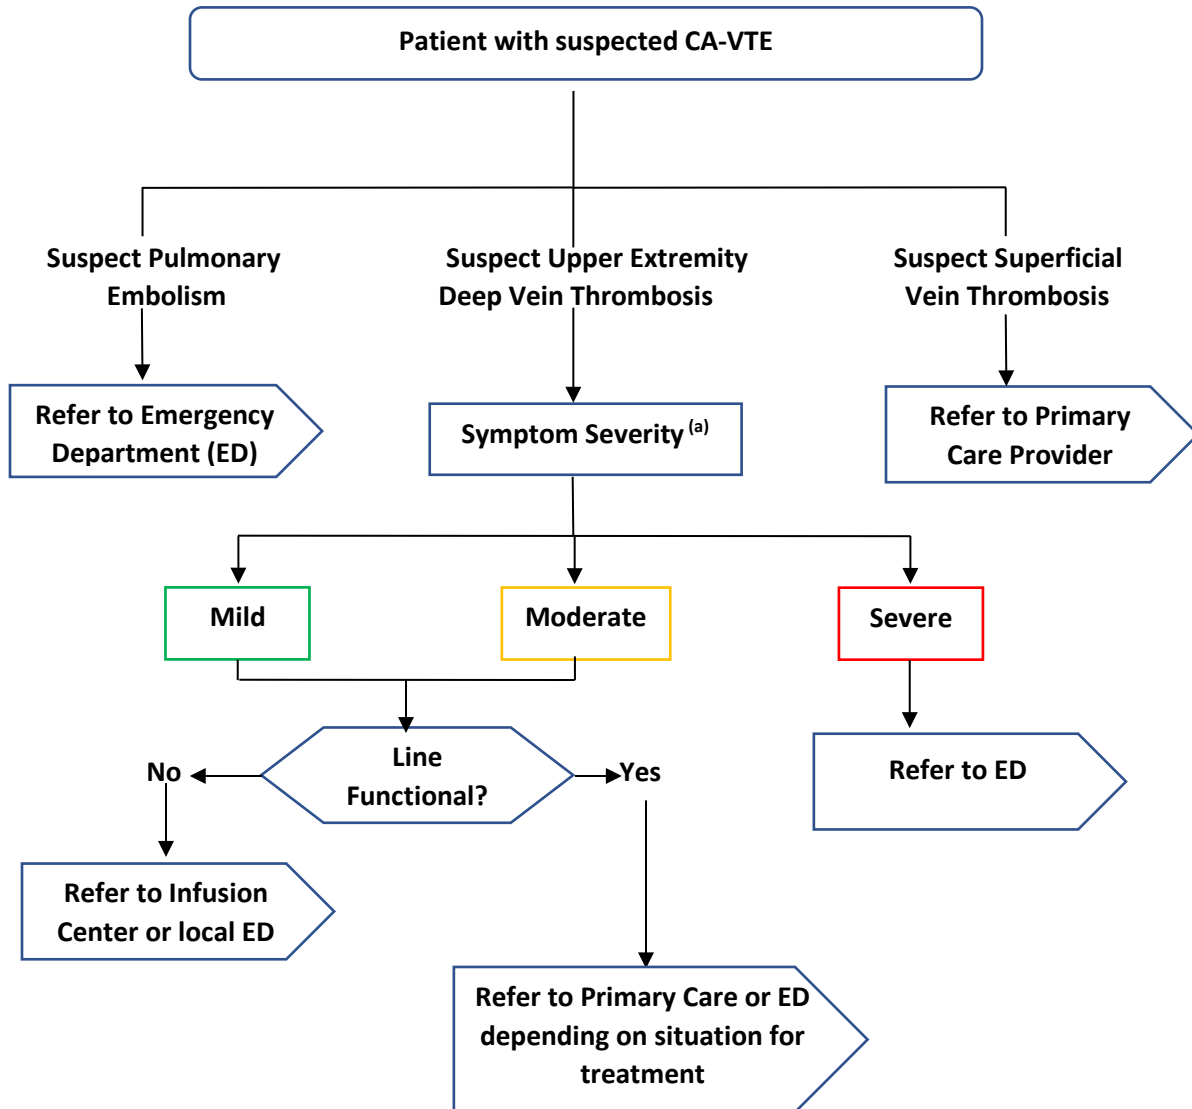 Patient with suspected CA-VTE
Suspect Pulmonary
Embolism
Suspect Upper Extremity
Deep Vein Thrombosis
Suspect Superficial
Vein Thrombosis
Refer to Emergency
Department (ED)
Symptom Severity (a)
Refer to Primary
Care Provider
Mild
Moderate
Severe
No
Line
Functional?
Yes
Refer to ED
Refer to Infusion
Center or local ED
Refer to Primary Care or ED
depending on situation for
treatment